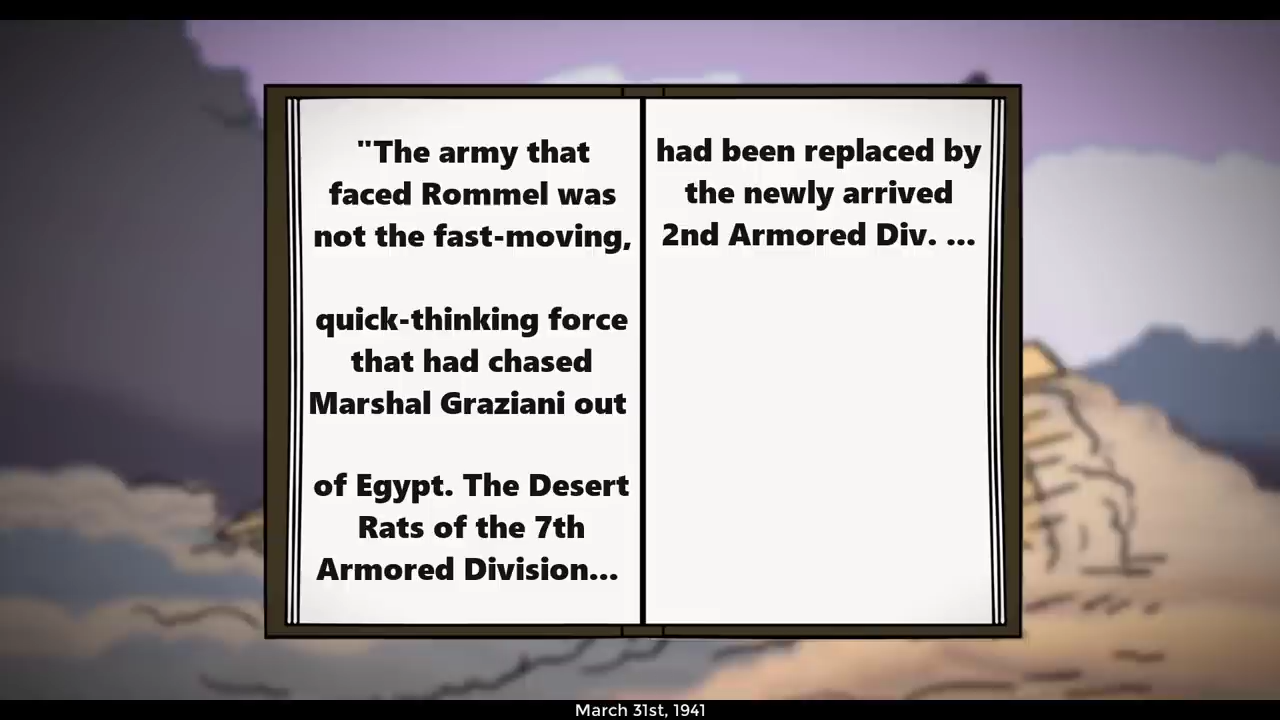 "The army that
faced Rommel was
not the fast-moving,
quick-thinking force
that had chased
Marshal Graziani out
of Egypt. The Desert
Rats of the 7th
Armored Division...
had been replaced by
the newly arrived
2nd Armored Div. ...
March 31st, 1941